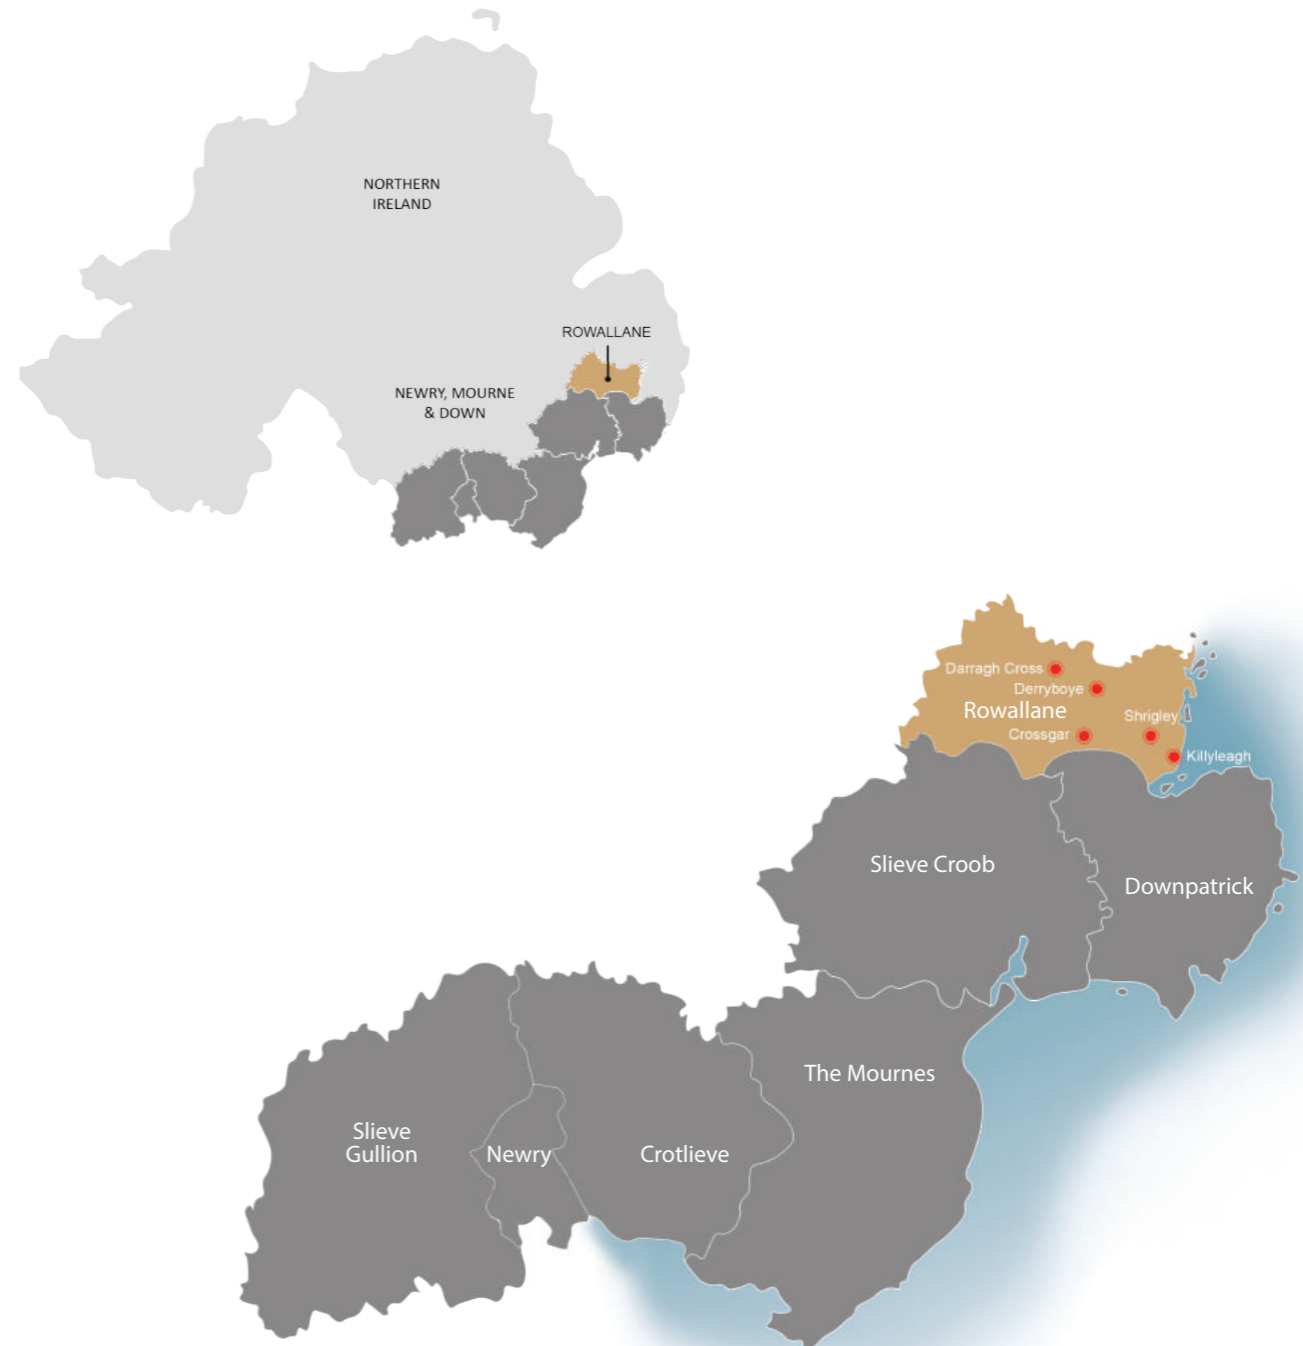 NORTHERN
IRELAND
ROWALLANE
NEWRY, MOURNE
& DOWN
Darragh Cross
Derryboye
Rowallane
Shrigley
Crossgar
Killyleagh
Slieve Croob
Downpatrick
The Mournes
Slieve
Gullion
Newry
Crotlieve